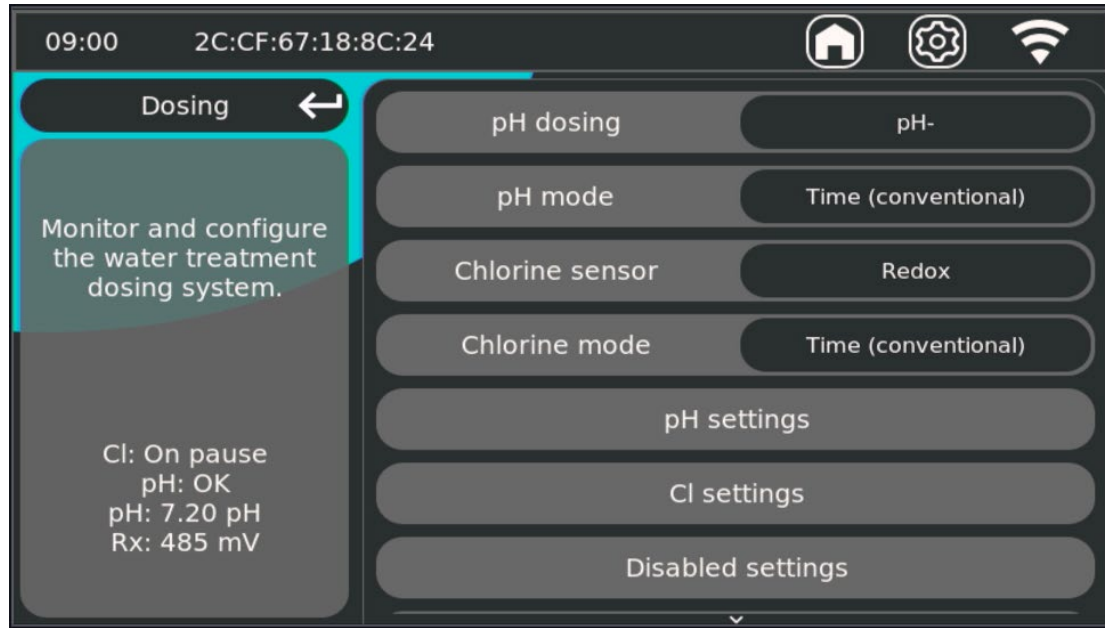 09:00 2C:CF:67:18:8C:24
Dosing
Monitor and configure
the water treatment
dosing system.
Cl: On pause
pH: OK
pH: 7.20 pH
Rx: 485 mV
pH dosing pH-
pH mode Time (conventional)
Chlorine sensor Redox
Chlorine mode Time (conventional)
pH settings
Cl settings
Disabled settings